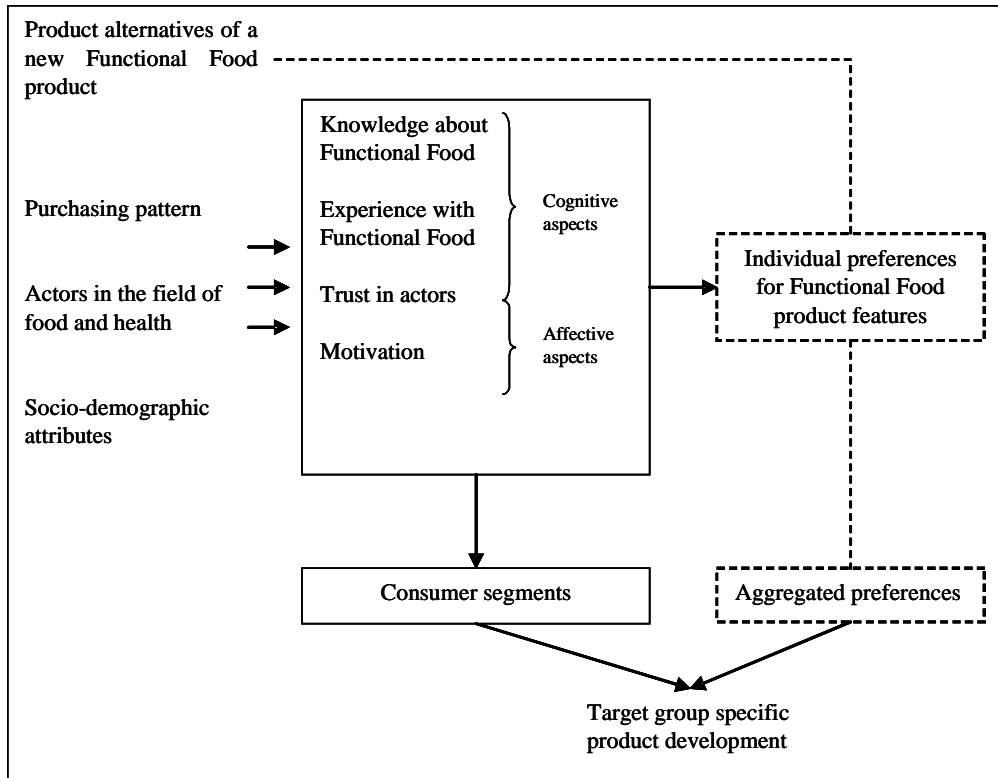 Product alternatives of a
new Functional Food
product
Knowledge about
Functional Food
Purchasing pattern
Experience with
Functional Food
Cognitive
aspects
Actors in the field of
food and health
Trust in actors
Motivation
Affective
aspects
Socio-demographic
attributes
Individual preferences
for Functional Food
product features
Consumer segments
Aggregated preferences
Target group specific
product development